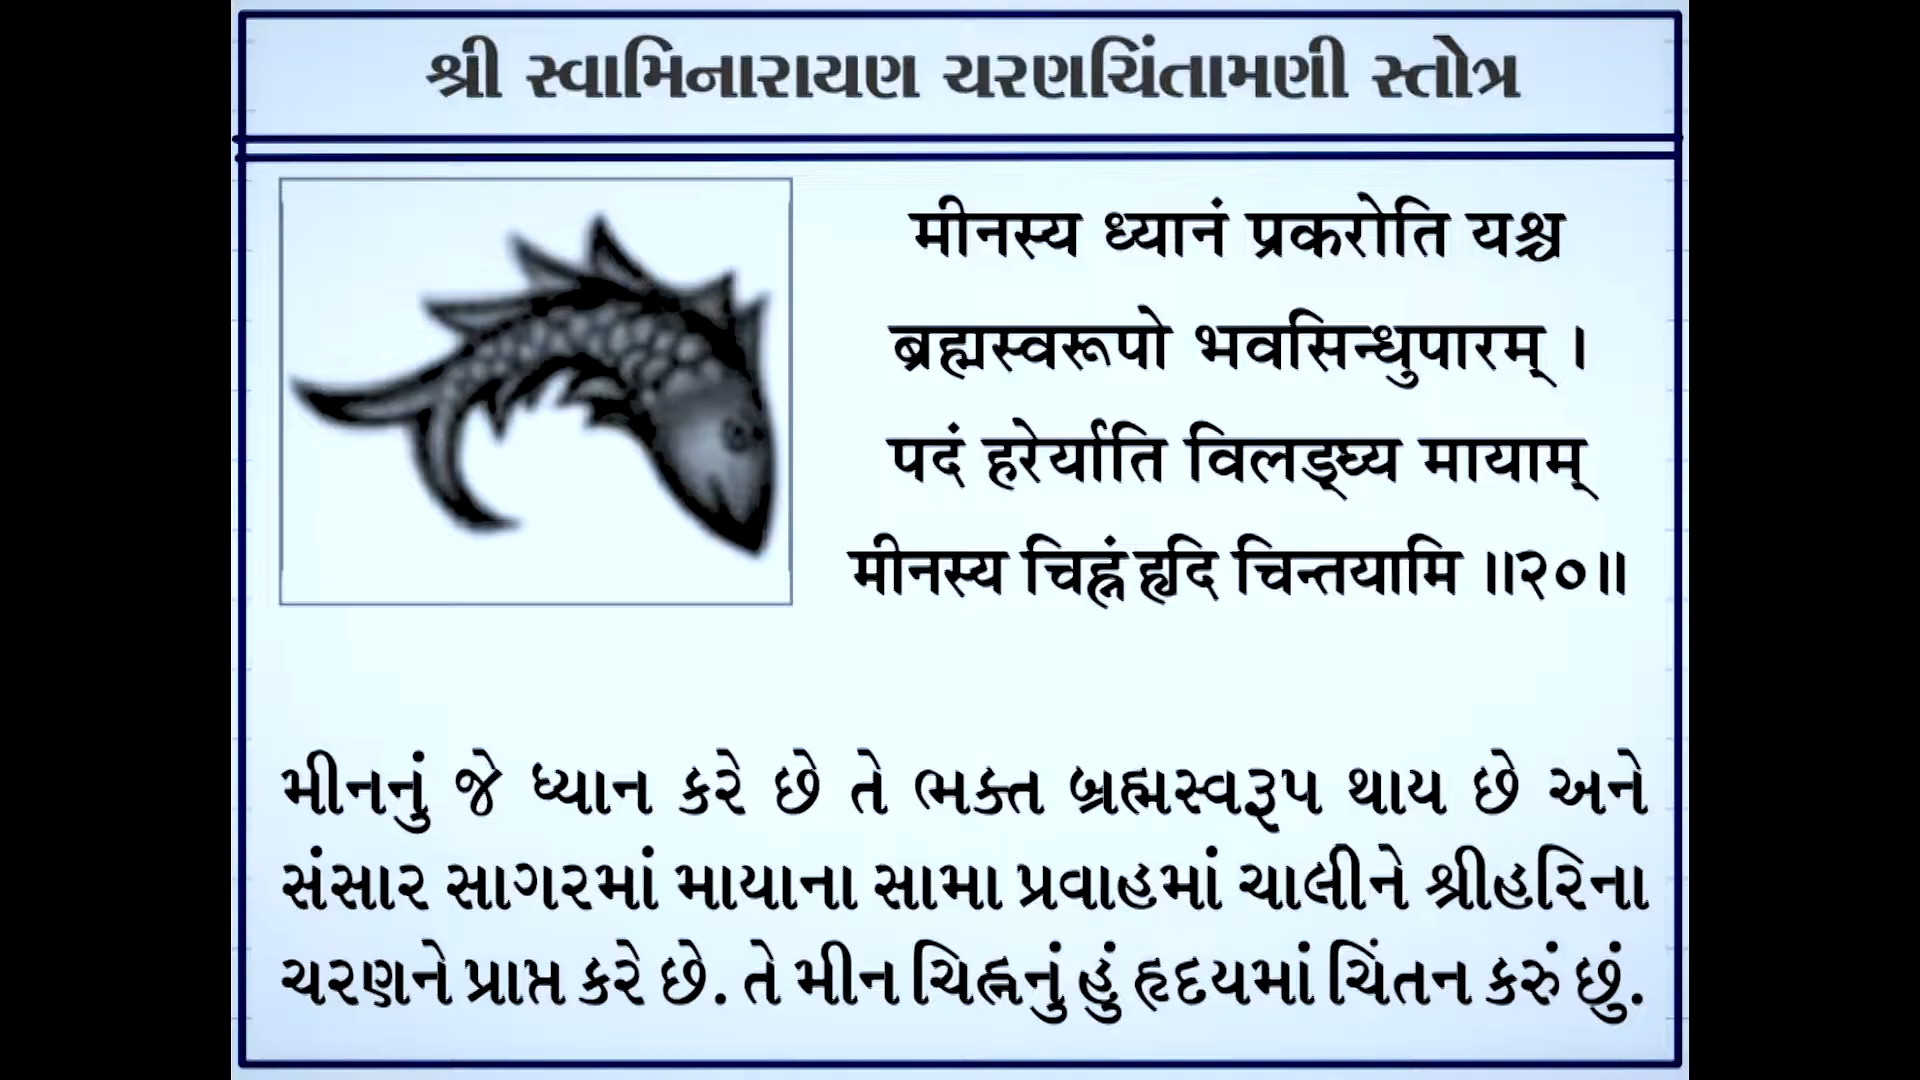 શ્રી સ્વામિનારાયણ ચરણચિંતામણી સ્તોત્ર
मीनस्य ध्यानं प्रकरोति यश्च
ब्रह्मस्वरूपो भवसिन्धुपारम् ।
पदं हरेर्याति विलङ्घ्य मायाम्
मीनस्य चिह्नं हृदि चिन्तयामि ॥२०॥
મીનનું જે ધ્યાન કરે છે તે ભક્ત બ્રહ્મસ્વરૂપ થાય છે અને
સંસાર સાગરમાં માયાના સામા પ્રવાહમાં ચાલીને શ્રીહરિના
ચરણને પ્રાપ્ત કરે છે. તે મીન ચિહ્નનું હું હૃદયમાં ચિંતન કરું છું.